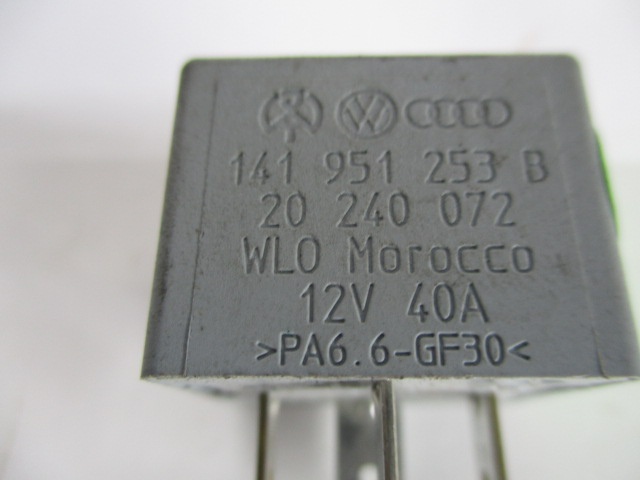 141 951 253 B
20 240 072
WLO Morocco
12V 40A
>PA6.6-GF30<